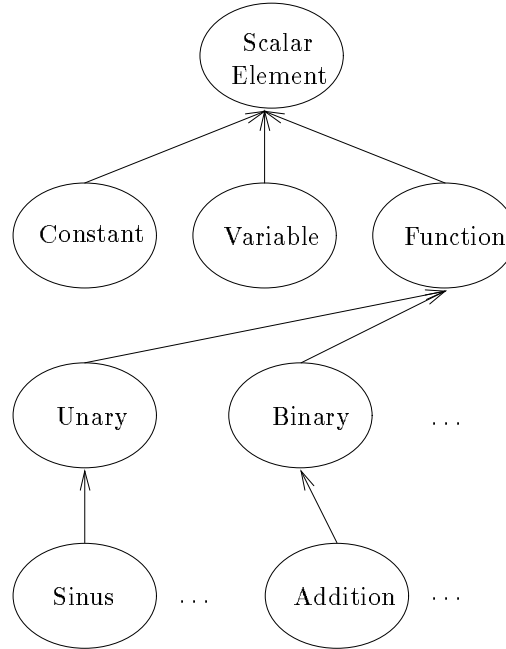 Scalar
Element
Constant Variable Function
Unary Binary ...
Sinus ... Addition ...